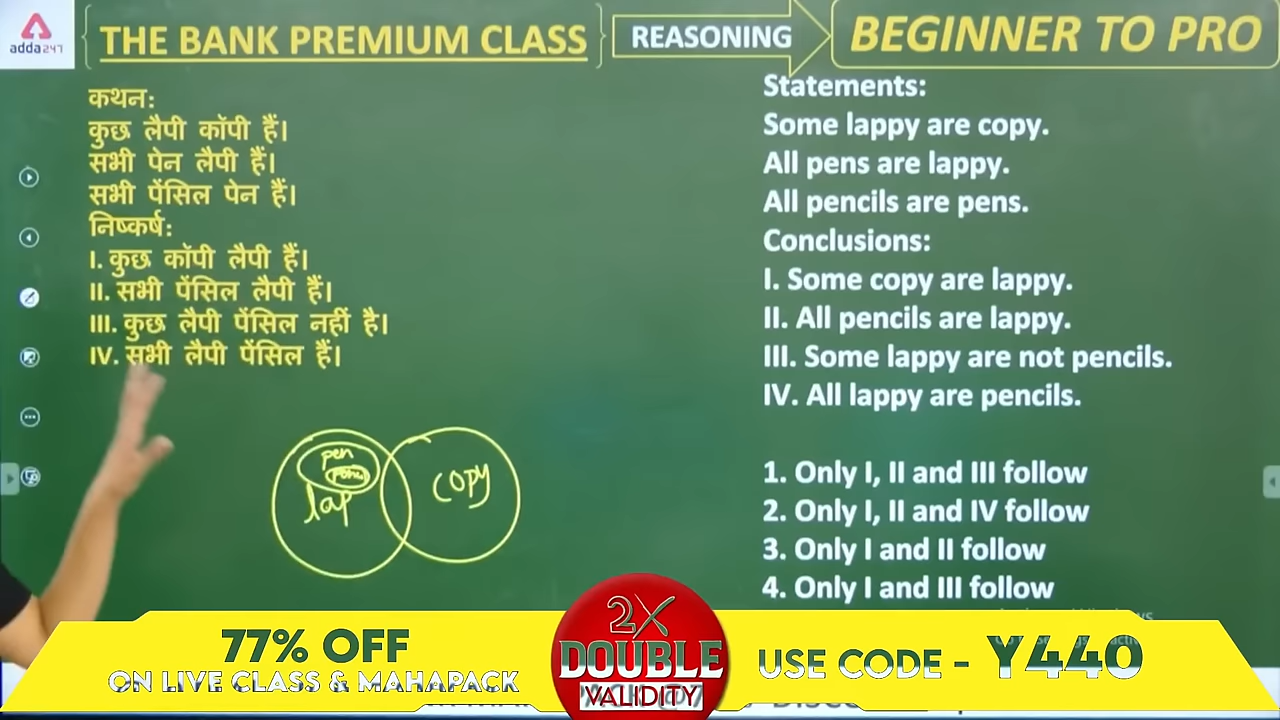 adda247
THE BANK PREMIUM CLASS
REASONING
BEGINNER TO PRO
कथन:
कुछ लैपी कॉपी हैं।
सभी पेन लैपी हैं।
सभी पेंसिल पेन हैं।
निष्कर्ष:
I. कुछ कॉपी लैपी हैं।
II. सभी पेंसिल लैपी हैं।
III. कुछ लैपी पेंसिल नहीं है।
IV. सभी लैपी पेंसिल हैं।
Statements:
Some lappy are copy.
All pens are lappy.
All pencils are pens.
Conclusions:
I. Some copy are lappy.
II. All pencils are lappy.
III. Some lappy are not pencils.
IV. All lappy are pencils.
1. Only I, II and III follow
2. Only I, II and IV follow
3. Only I and II follow
4. Only I and III follow
pen
lap
copy
77% OFF
ON LIVE CLASS & MAHAPACK
2X
DOUBLE
VALIDITY
USE CODE - Y440